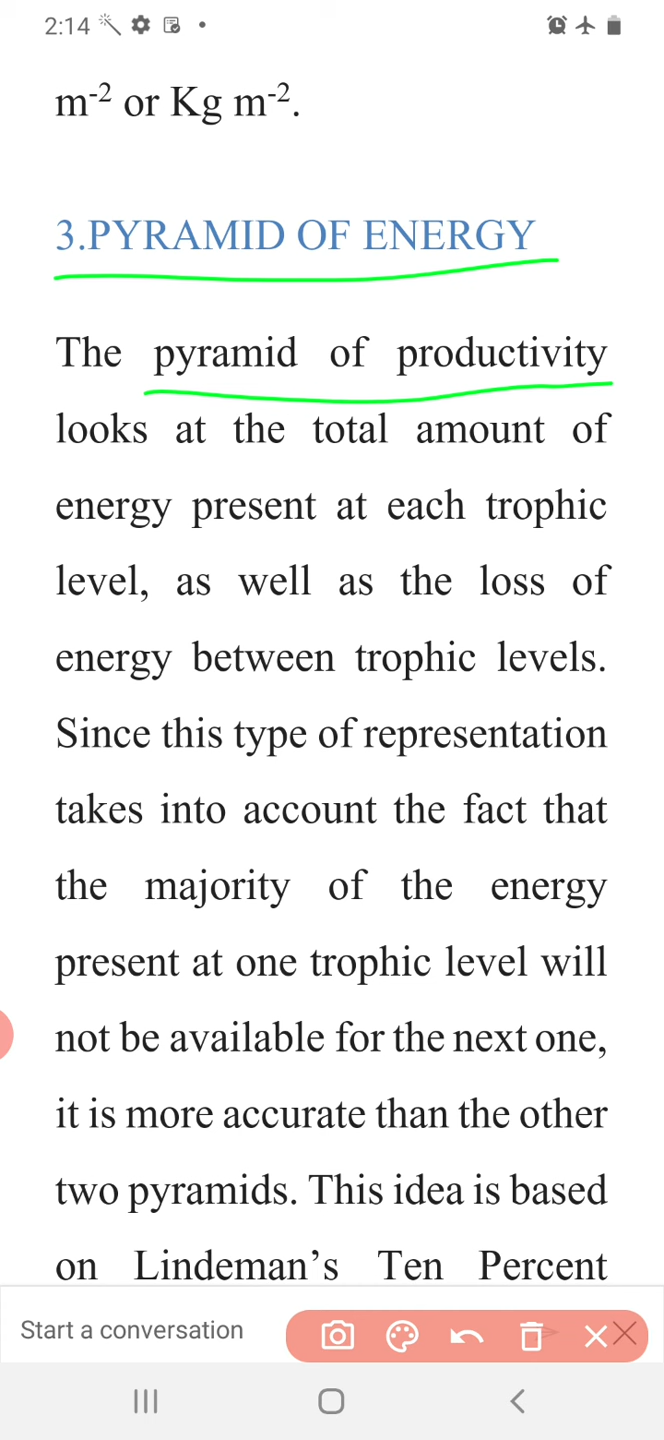 2:14
m-2 or Kg m-2.
3.PYRAMID OF ENERGY
The pyramid of productivity
looks at the total amount of
energy present at each trophic
level, as well as the loss of
energy between trophic levels.
Since this type of representation
takes into account the fact that
the majority of the energy
present at one trophic level will
not be available for the next one,
it is more accurate than the other
two pyramids. This idea is based
on Lindeman’s Ten Percent
Start a conversation